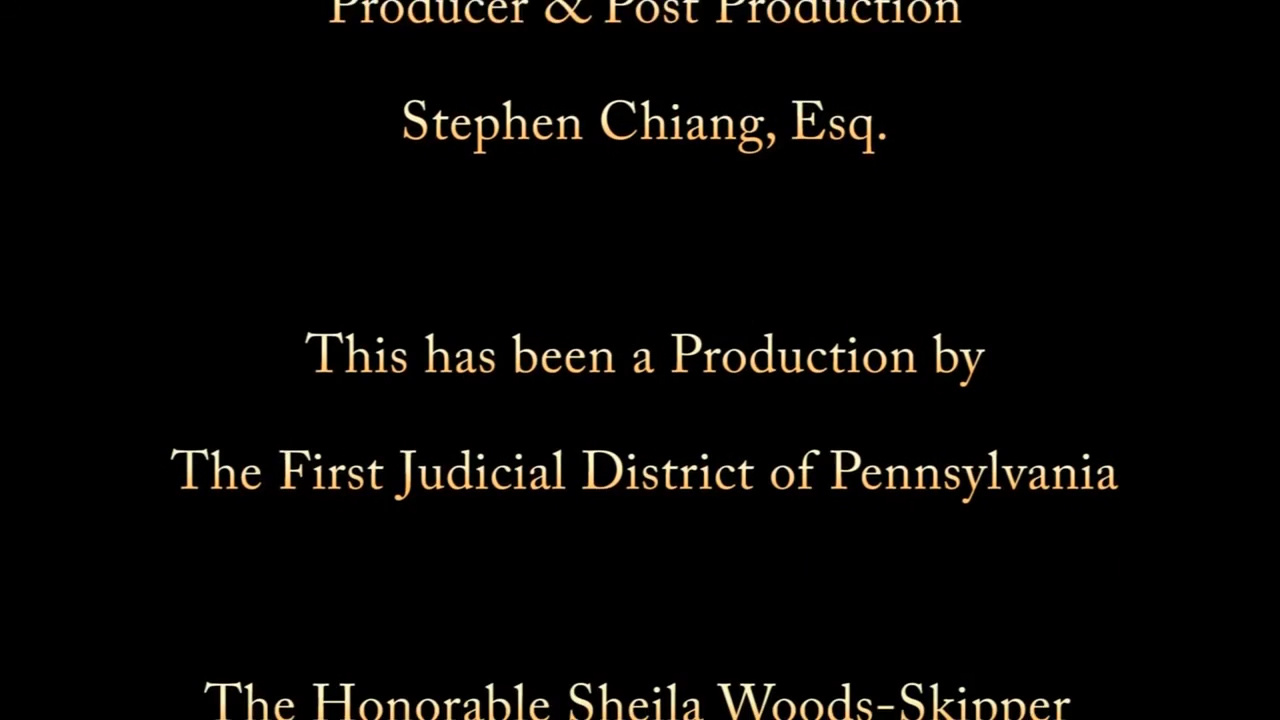 Producer & Post Production
Stephen Chiang, Esq.
This has been a Production by
The First Judicial District of Pennsylvania
The Honorable Sheila Woods-Skipper